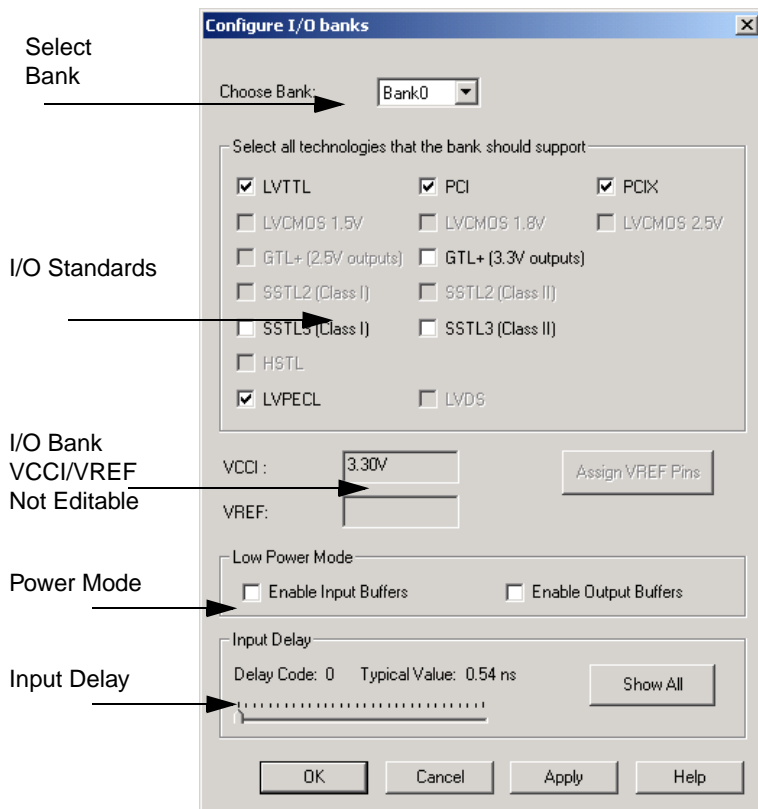 Configure I/O banks
Select
Bank
Choose Bank:
Bank0
Select all technologies that the bank should support
LVTTL PCI PCIX
LVCMOS 1.5V LVCMOS 1.8V LVCMOS 2.5V
I/O Standards
GTL+ (2.5V outputs) GTL+ (3.3V outputs)
SSTL2 (Class I) SSTL2 (Class II)
SSTL3 (Class I) SSTL3 (Class II)
HSTL
LVPECL LVDS
I/O Bank
VCCI/VREF
Not Editable
VCCI : 3.30V Assign VREF Pins
VREF:
Low Power Mode
Power Mode
Enable Input Buffers Enable Output Buffers
Input Delay
Input Delay
Delay Code: 0 Typical Value: 0.54 ns Show All
OK Cancel Apply Help